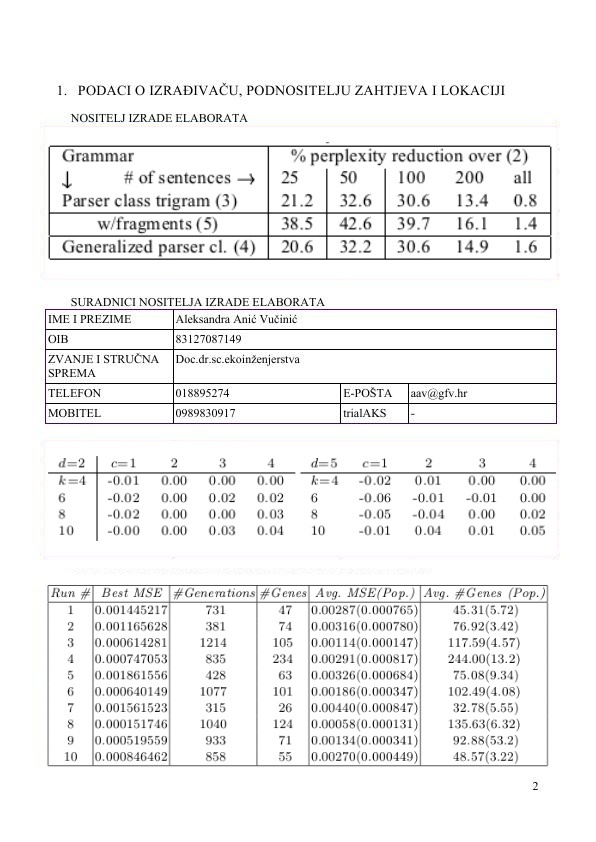 1. PODACI O IZRAĐIVAČU, PODNOSITELJU ZAHTJEVA I LOKACIJI
NOSITELJ IZRADE ELABORATA
Grammar % perplexity reduction over (2)
↓ # of sentences → 25 50 100 200 all
Parser class trigram (3) 21.2 32.6 30.6 13.4 0.8
w/fragments (5) 38.5 42.6 39.7 16.1 1.4
Generalized parser cl. (4) 20.6 32.2 30.6 14.9 1.6
SURADNICI NOSITELJA IZRADE ELABORATA
IME I PREZIME Aleksandra Anić Vučinić
OIB 83127087149
ZVANJE I STRUČNA SPREMA Doc.dr.sc.ekoinženjerstva
TELEFON 018895274 E-POŠTA aav@gfv.hr
MOBITEL 0989830917 trialAKS -
d=2 c=1 2 3 4 d=5 c=1 2 3 4
k=4 -0.01 0.00 0.00 0.00 k=4 -0.02 0.01 0.00 0.00
6 -0.02 0.00 0.02 0.02 6 -0.06 -0.01 -0.01 0.00
8 -0.02 0.00 0.00 0.03 8 -0.05 -0.04 0.00 0.02
10 -0.00 0.00 0.03 0.04 10 -0.01 0.04 0.01 0.05
Run # Best MSE #Generations #Genes Avg. MSE(Pop.) Avg. #Genes (Pop.)
1 0.001445217 731 47 0.00287(0.000765) 45.31(5.72)
2 0.001165628 381 74 0.00316(0.000780) 76.92(3.42)
3 0.000614281 1214 105 0.00114(0.000147) 117.59(4.57)
4 0.000747053 835 234 0.00291(0.000817) 244.00(13.2)
5 0.001861556 428 63 0.00326(0.000684) 75.08(9.34)
6 0.000640149 1077 101 0.00186(0.000347) 102.49(4.08)
7 0.001561523 315 26 0.00440(0.000847) 32.78(5.55)
8 0.000151746 1040 124 0.00058(0.000131) 135.63(6.32)
9 0.000519559 933 71 0.00134(0.000341) 92.88(53.2)
10 0.000846462 858 55 0.00270(0.000449) 48.57(3.22)
2